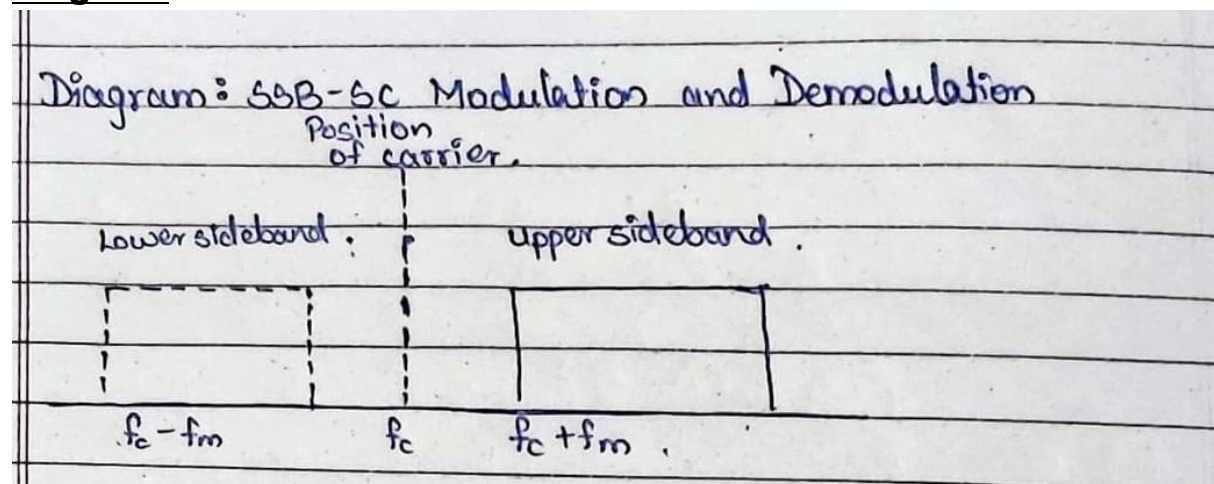 Diagram: SSB-SC Modulation and Demodulation
Position
of carrier.
Lower sideband. upper sideband.
fc - fm fc fc + fm.